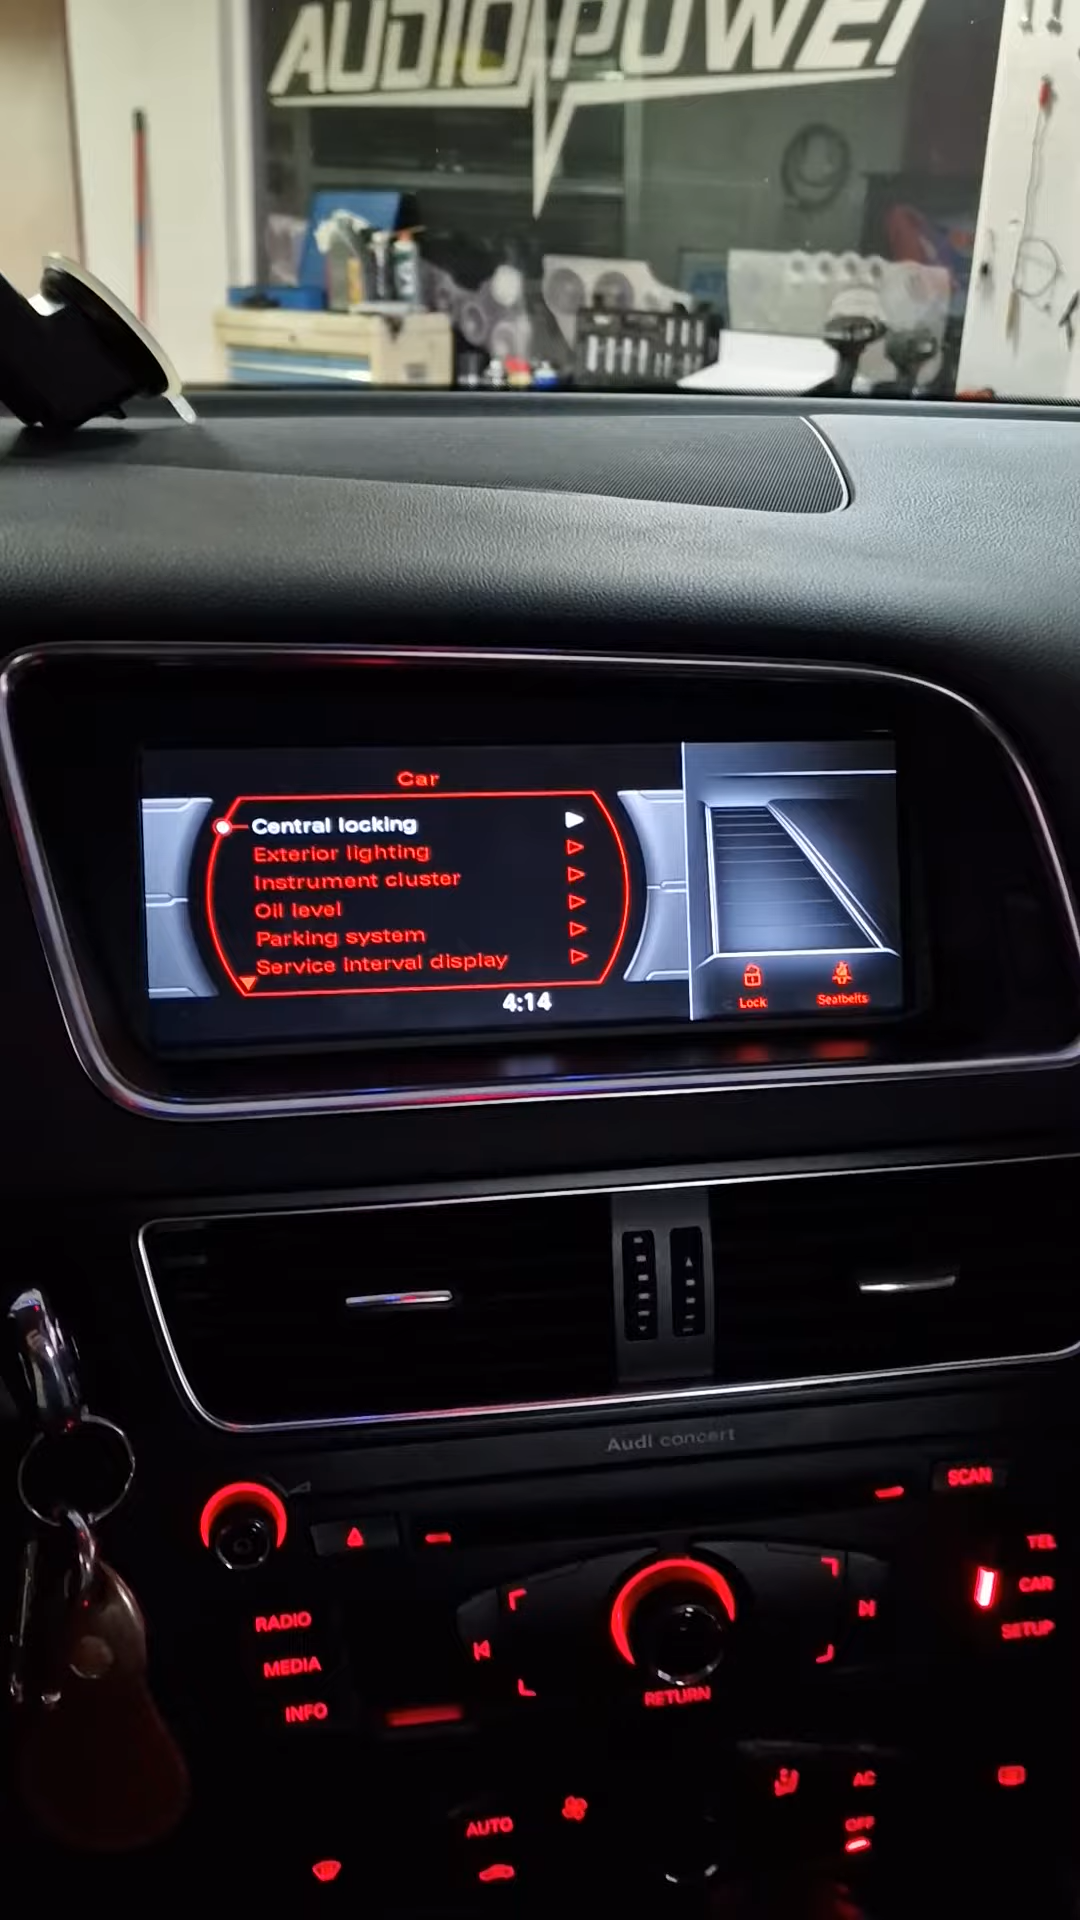 AUDIOPOWER
Car
Central locking
Exterior lighting
Instrument cluster
Oil level
Parking system
Service interval display
4:14
Lock
Seatbelts
Audi concert
SCAN
TEL
CAR
SETUP
RADIO
MEDIA
INFO
RETURN
AC
AUTO
OFF